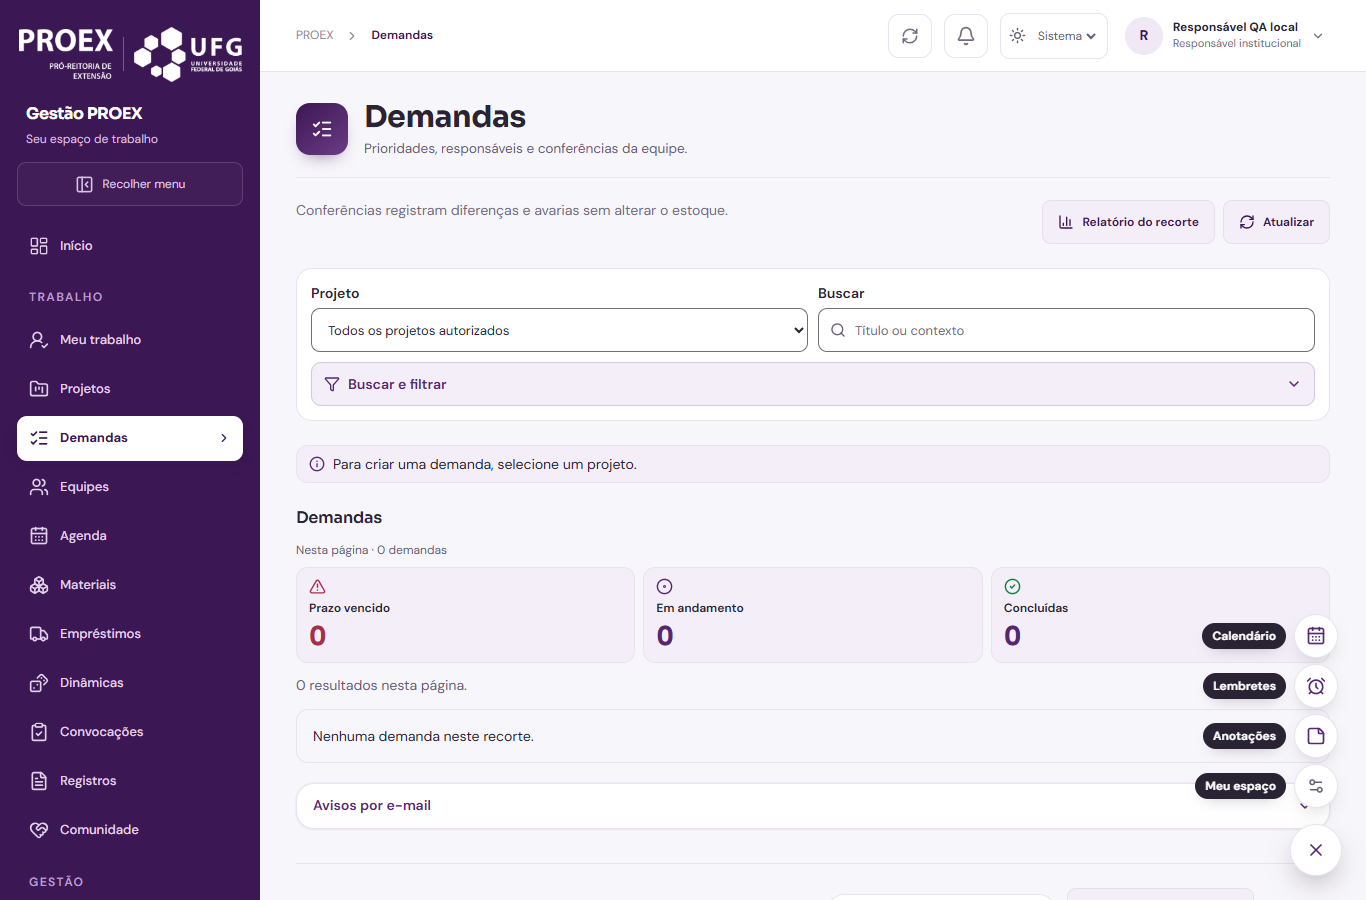 PROEX
PRÓ-REITORIA DE
EXTENSÃO
UFG
UNIVERSIDADE
FEDERAL DE GOIÁS
Gestão PROEX
Seu espaço de trabalho
Recolher menu
Início
TRABALHO
Meu trabalho
Projetos
Demandas
Equipes
Agenda
Materiais
Empréstimos
Dinâmicas
Convocações
Registros
Comunidade
GESTÃO
PROEX > Demandas
Sistema
R
Responsável QA local
Responsável institucional
Demandas
Prioridades, responsáveis e conferências da equipe.
Conferências registram diferenças e avarias sem alterar o estoque.
Relatório do recorte
Atualizar
Projeto
Todos os projetos autorizados
Buscar
Título ou contexto
Buscar e filtrar
Para criar uma demanda, selecione um projeto.
Demandas
Nesta página · 0 demandas
Prazo vencido
0
Em andamento
0
Concluídas
0
Calendário
Lembretes
Anotações
Meu espaço
0 resultados nesta página.
Nenhuma demanda neste recorte.
Avisos por e-mail